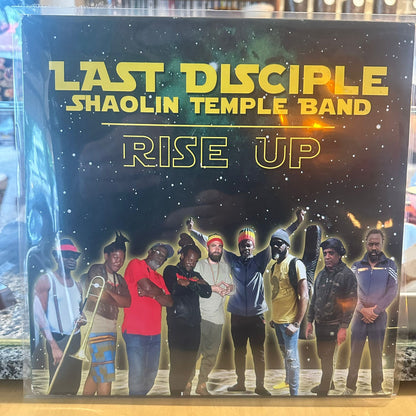 LAST DISCIPLE
SHAOLIN TEMPLE BAND
RISE UP